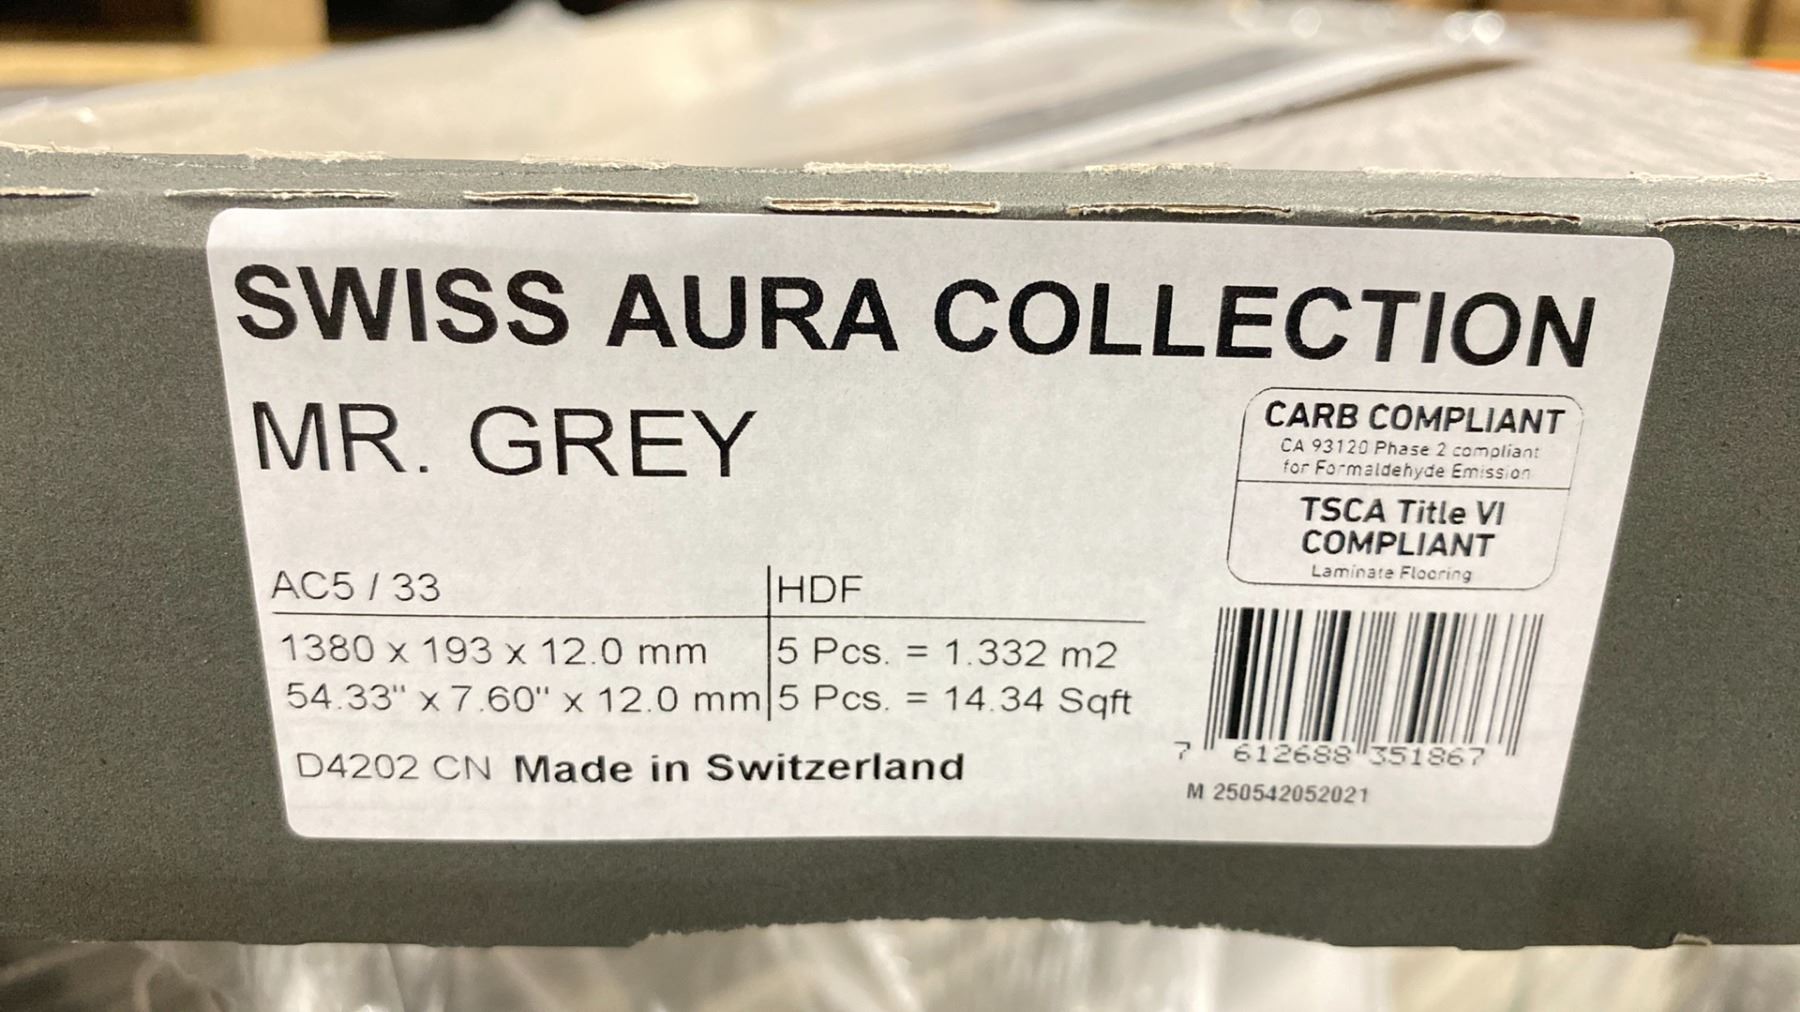 SWISS AURA COLLECTION
MR. GREY
CARB COMPLIANT
CA 93120 Phase 2 compliant
for Formaldehyde Emission
TSCA Title VI
COMPLIANT
Laminate Flooring
AC5 / 33 HDF
1380 x 193 x 12.0 mm 5 Pcs. = 1.332 m2
54.33" x 7.60" x 12.0 mm 5 Pcs. = 14.34 Sqft
D4202 CN Made in Switzerland
7 612688 351867
M 250542052021